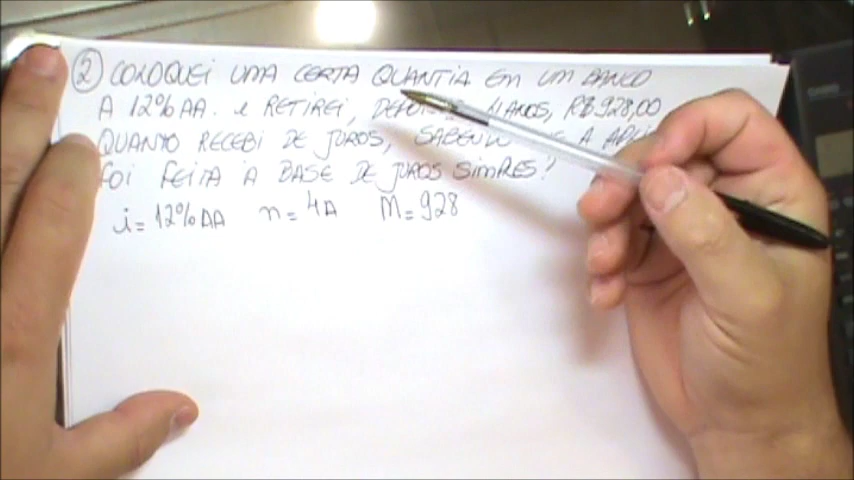 ② COLOQUEI UMA CERTA QUANTIA EM UM BANCO
A 12% AA. E RETIREI, 4 ANOS, R$ 928,00
QUANTO RECEBI DE JUROS, A
FOI FEITA À BASE DE JUROS SIMPLES?
i = 12% AA n = 4A M = 928
CASIO